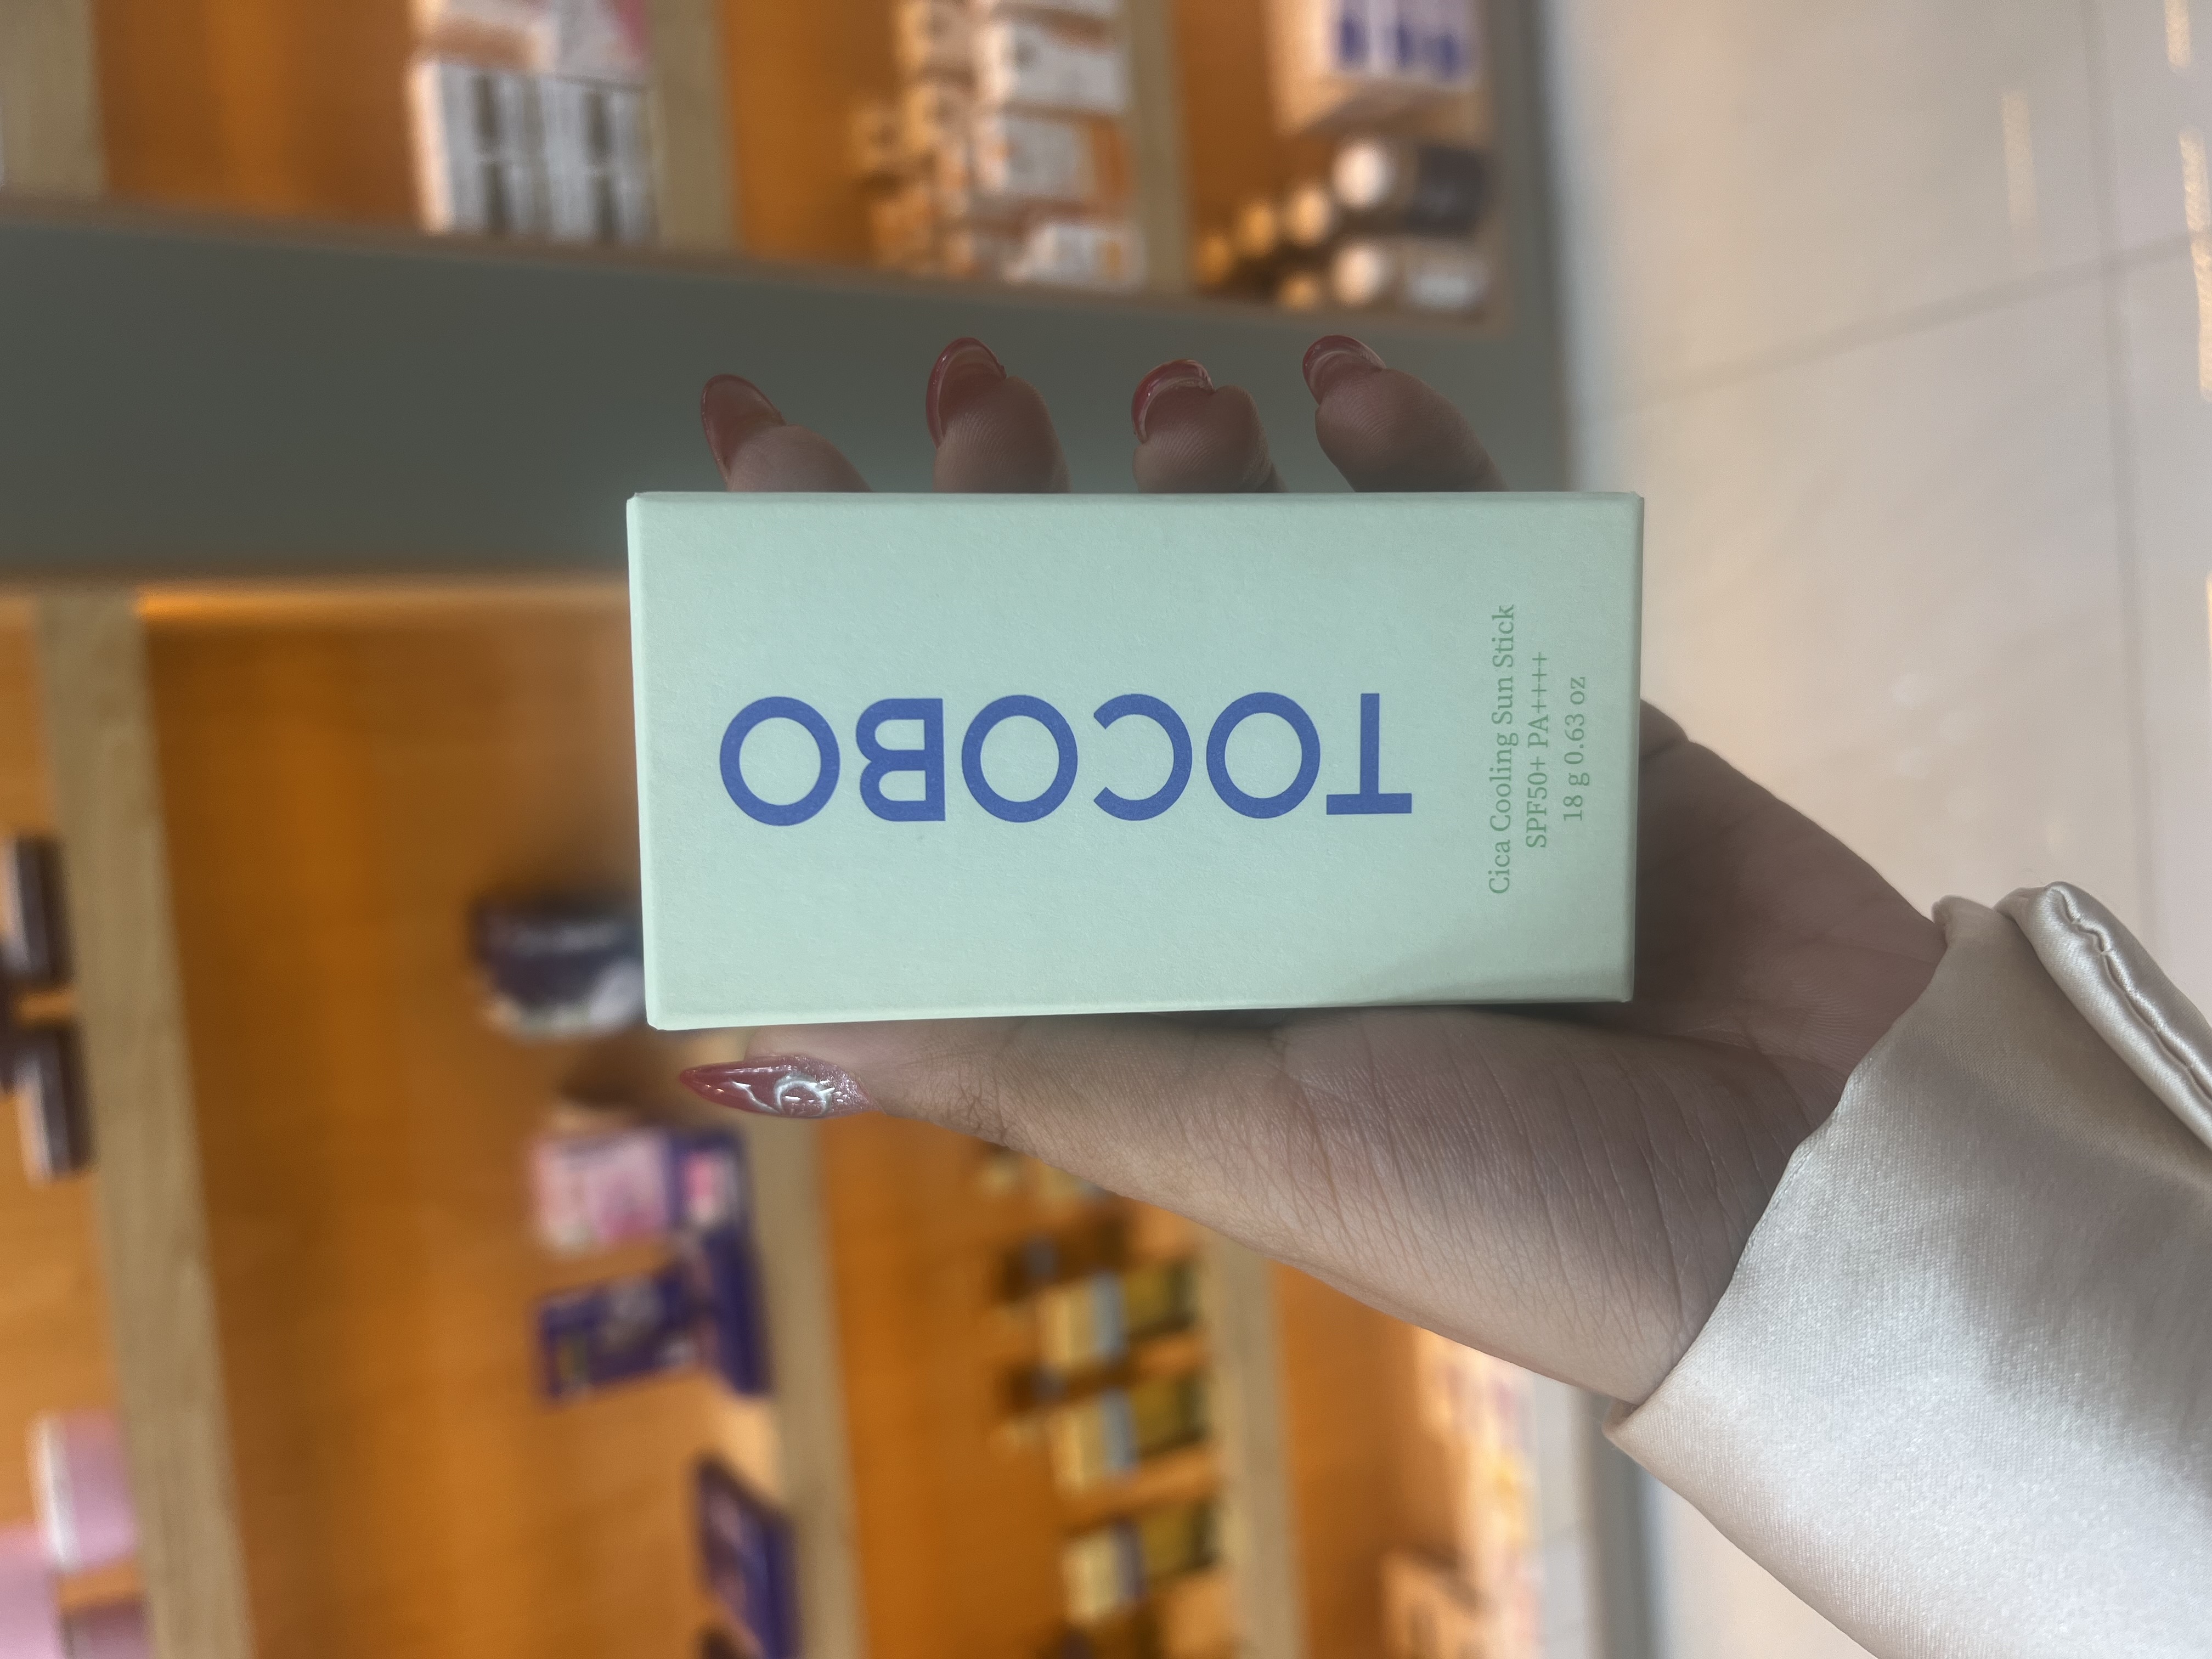 TOCOBO
Cica Cooling Sun Stick
SPF50+ PA++++
18 g 0.63 oz